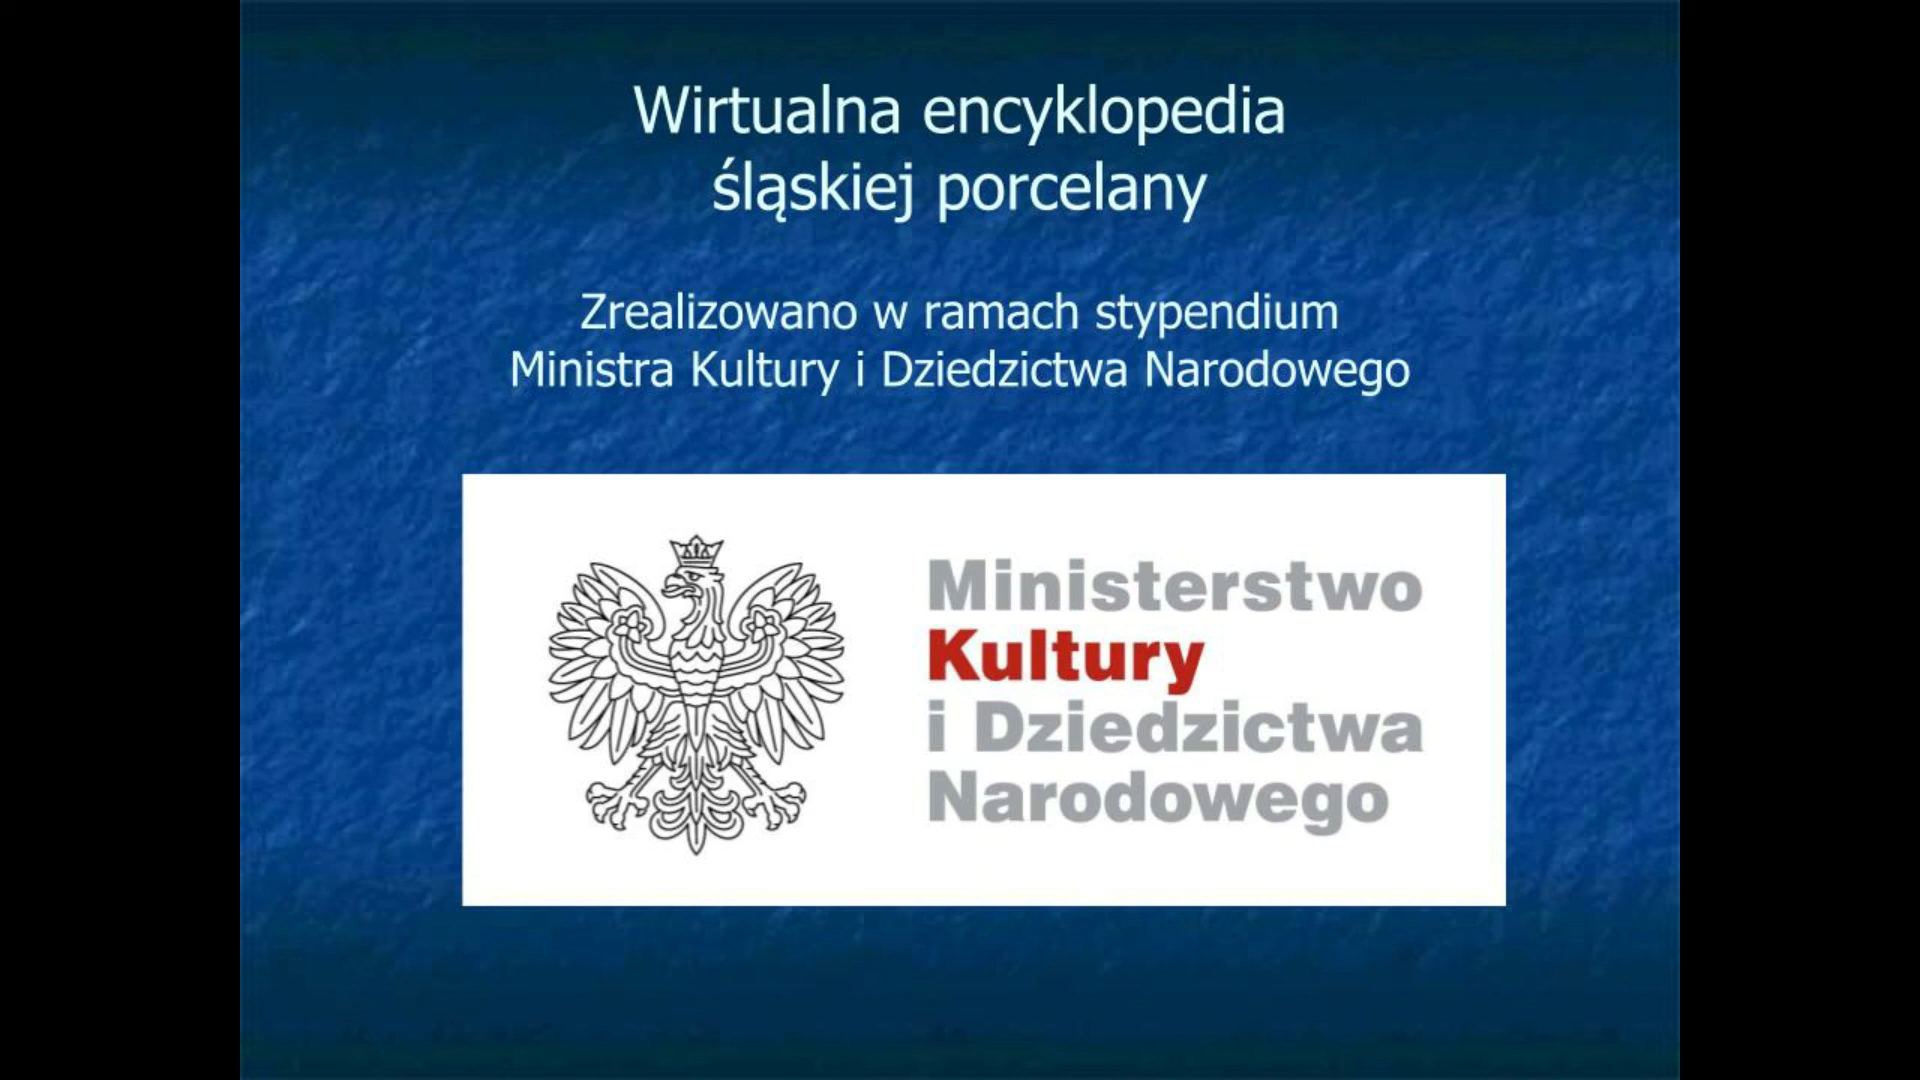 Wirtualna encyklopedia
śląskiej porcelany
Zrealizowano w ramach stypendium
Ministra Kultury i Dziedzictwa Narodowego
Ministerstwo
Kultury
i Dziedzictwa
Narodowego